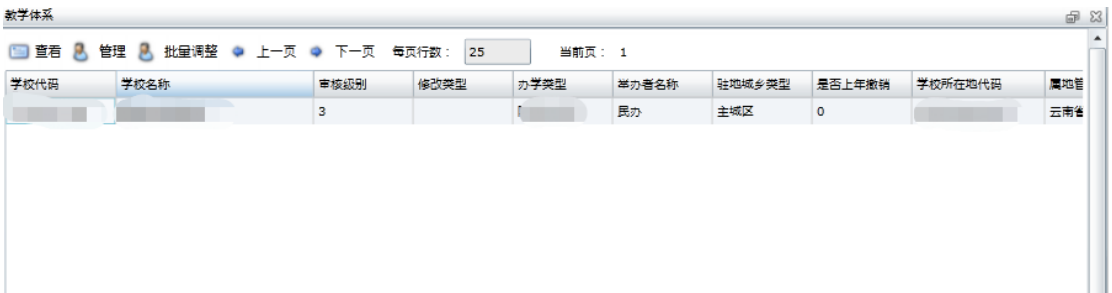 教学体系
查看 管理 批量调整 上一页 下一页 每页行数： 25 当前页： 1
学校代码 学校名称 审核级别 修改类型 办学类型 举办者名称 驻地城乡类型 是否上年撤销 学校所在地代码 属地管
3 民办 主城区 0 云南省